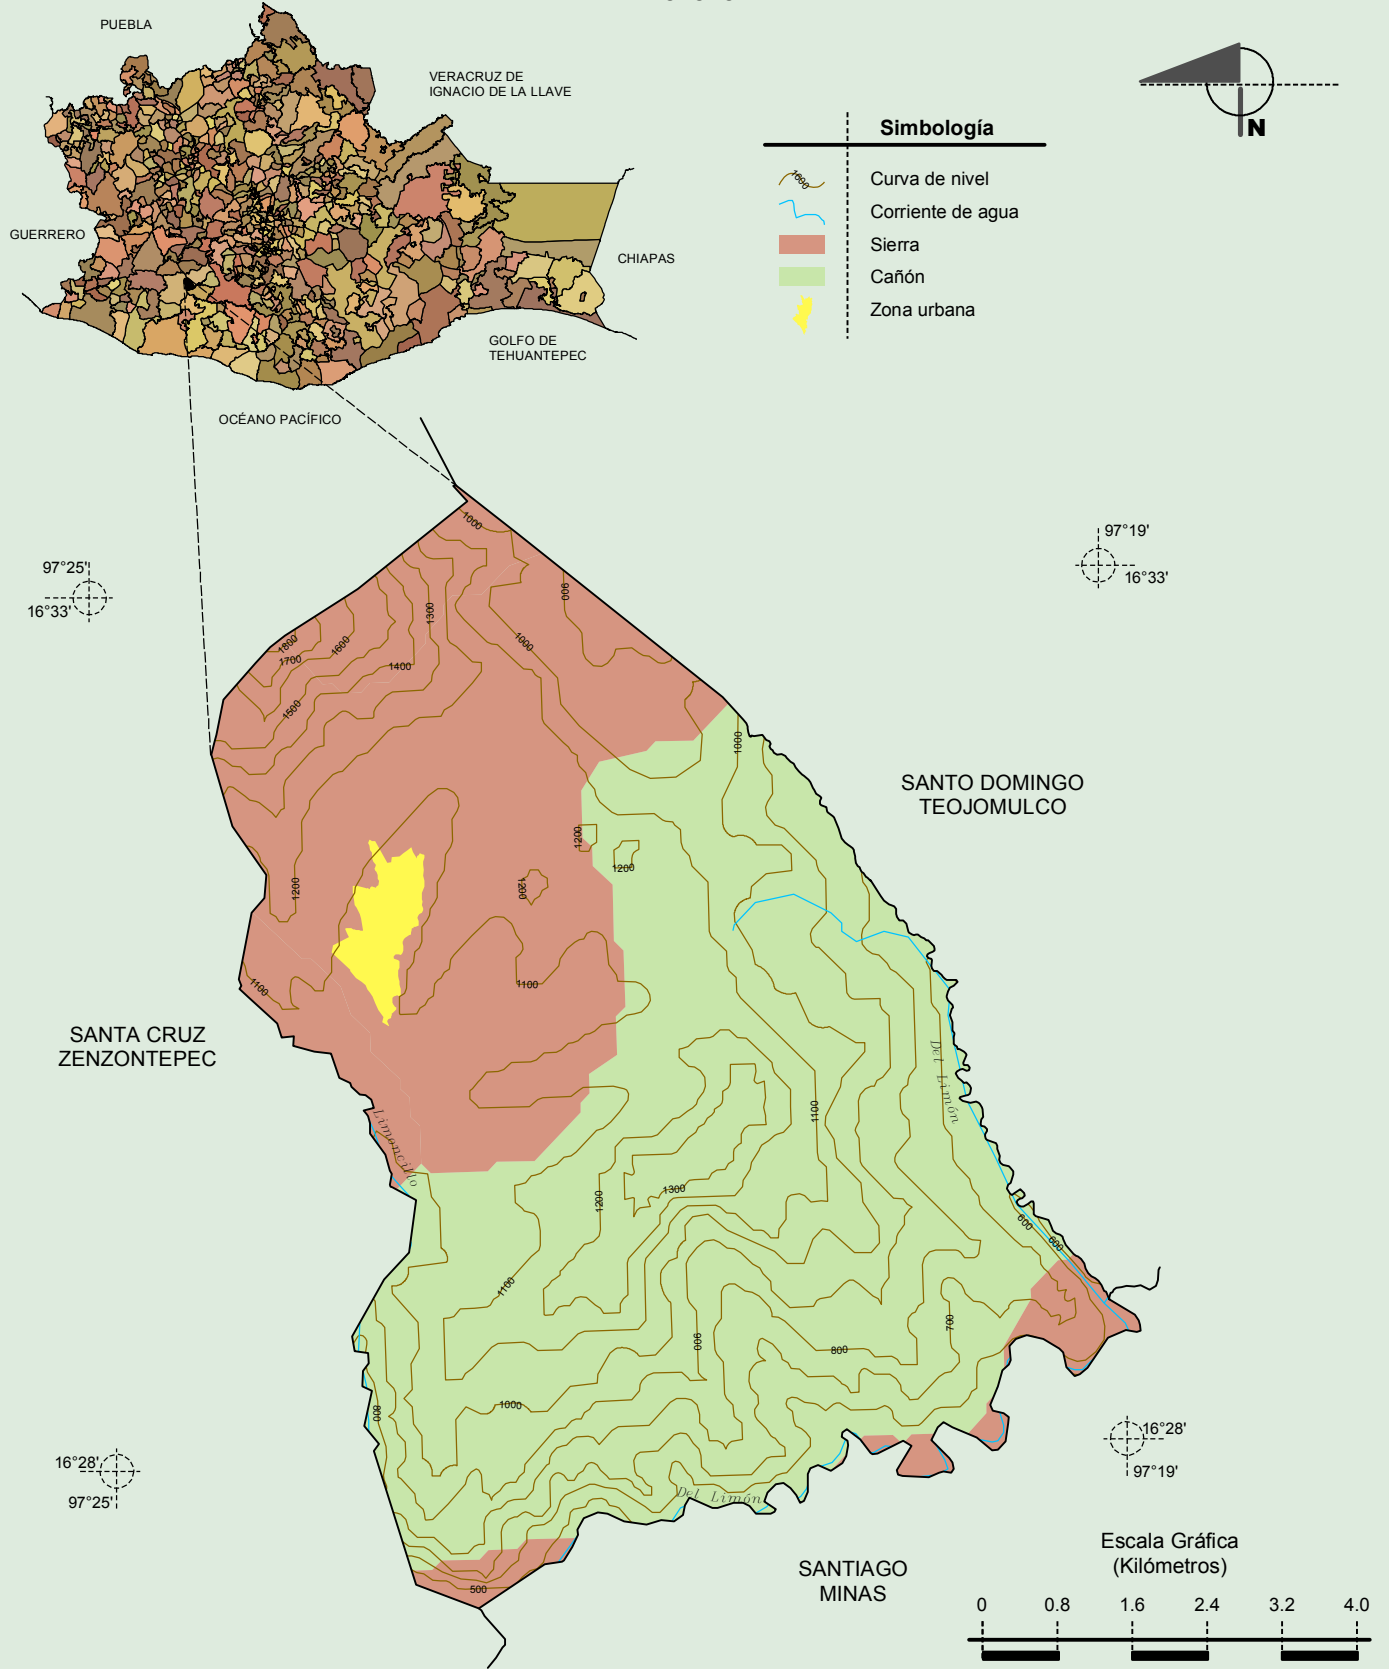 PUEBLA
VERACRUZ DE
IGNACIO DE LA LLAVE
GUERRERO
CHIAPAS
GOLFO DE
TEHUANTEPEC
OCÉANO PACÍFICO
N
Simbología
1600
Curva de nivel
Corriente de agua
Sierra
Cañón
Zona urbana
97°25'
16°33'
97°19'
16°33'
1000
900
1300
1000
1800
1700
1600
1400
1500
1000
SANTO DOMINGO
TEOJOMULCO
1200
1200
1200
1200
1100
1100
SANTA CRUZ
ZENZONTEPEC
Del Limón
1100
Limoncillo
1300
1200
600
600
1100
700
900
800
1000
800
16°28'
97°25'
16°28'
97°19'
Del Limón
500
SANTIAGO
MINAS
Escala Gráfica
(Kilómetros)
0 0.8 1.6 2.4 3.2 4.0